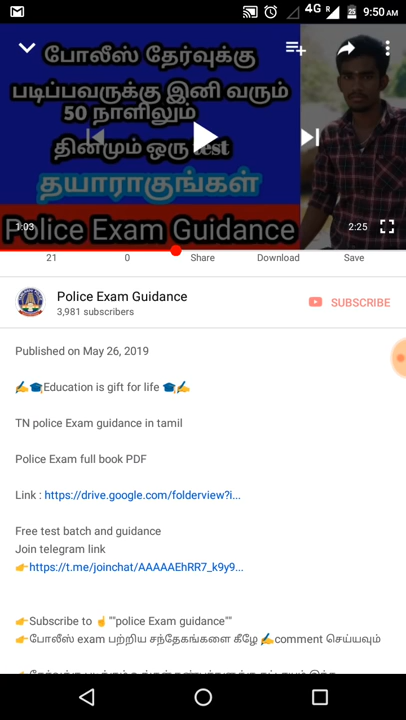 4G R 25 9:50 AM
போலீஸ் தேர்வுக்கு
படிப்பவருக்கு இனி வரும்
50 நாளிலும்
தினமும் ஒரு test
தயாராகுங்கள்
Police Exam Guidance
1:03 2:25
21 0 Share Download Save
Police Exam Guidance
3,981 subscribers
SUBSCRIBE
Published on May 26, 2019
✍🎓Education is gift for life 🎓✍
TN police Exam guidance in tamil
Police Exam full book PDF
Link : https://drive.google.com/folderview?i...
Free test batch and guidance
Join telegram link
👉https://t.me/joinchat/AAAAAEhRR7_k9y9...
👉Subscribe to ☝""police Exam guidance""
👉போலீஸ் exam பற்றிய சந்தேகங்களை கீழே ✍comment செய்யவும்